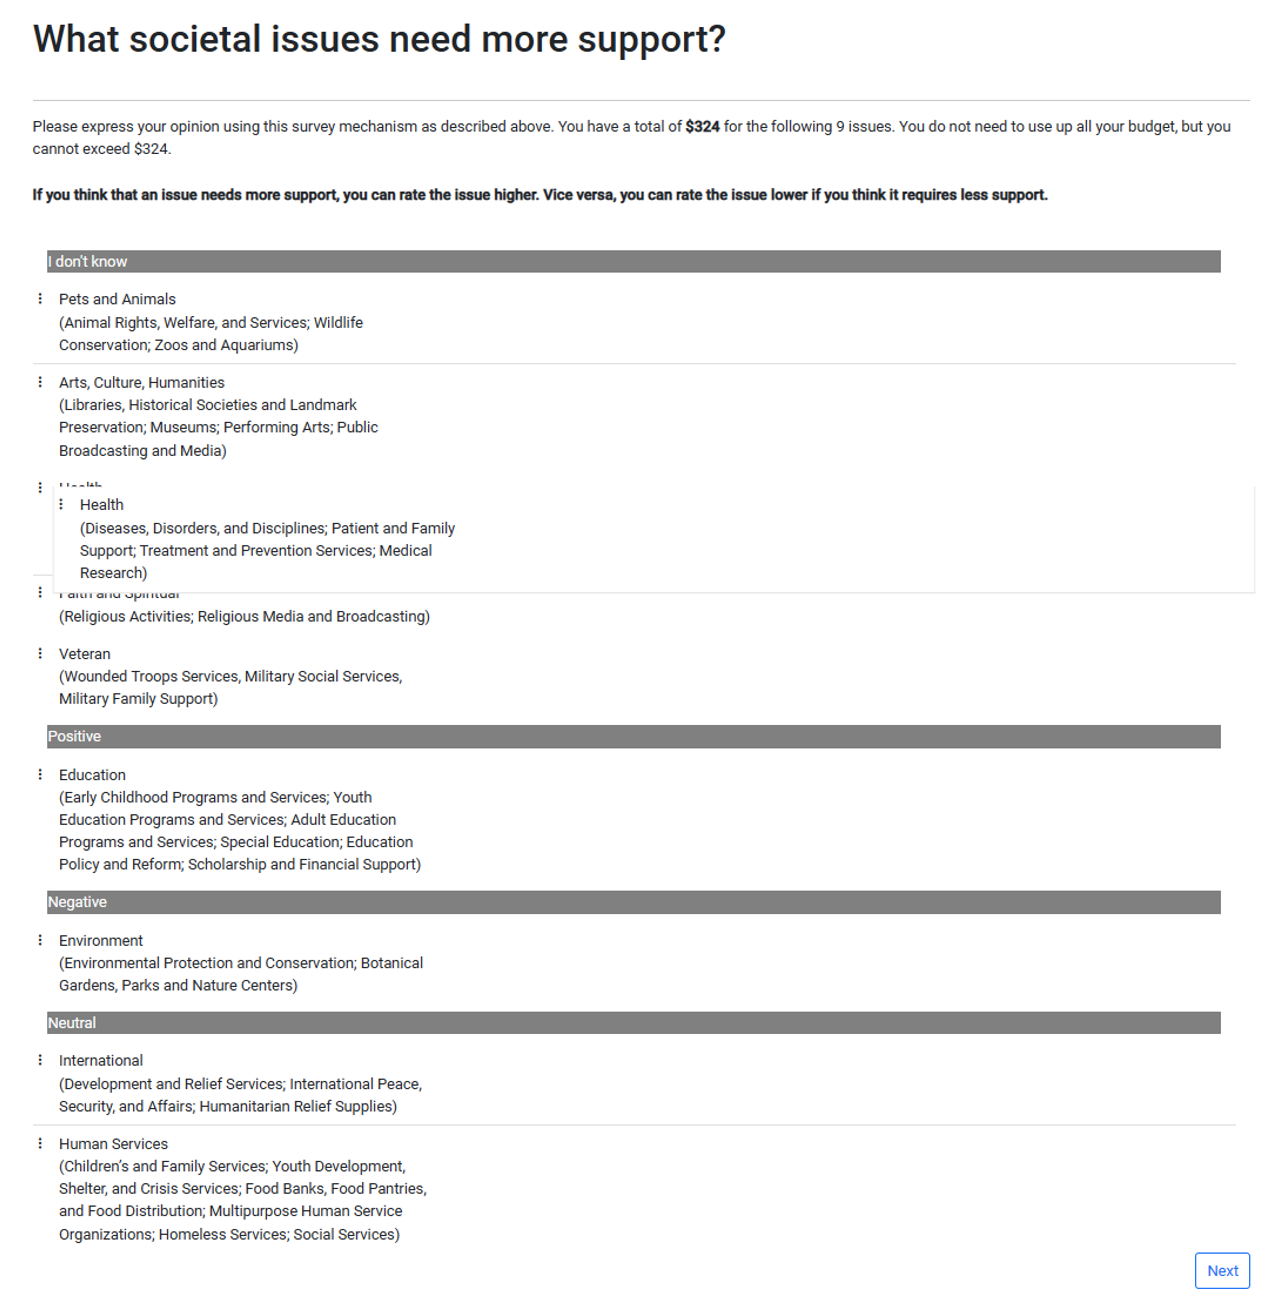 What societal issues need more support?
Please express your opinion using this survey mechanism as described above. You have a total of $324 for the following 9 issues. You do not need to use up all your budget, but you
cannot exceed $324.
If you think that an issue needs more support, you can rate the issue higher. Vice versa, you can rate the issue lower if you think it requires less support.
I don't know
Pets and Animals
(Animal Rights, Welfare, and Services; Wildlife
Conservation; Zoos and Aquariums)
Arts, Culture, Humanities
(Libraries, Historical Societies and Landmark
Preservation; Museums; Performing Arts; Public
Broadcasting and Media)
Health
Health
(Diseases, Disorders, and Disciplines; Patient and Family
Support; Treatment and Prevention Services; Medical
Research)
Faith and Spiritual
(Religious Activities; Religious Media and Broadcasting)
Veteran
(Wounded Troops Services, Military Social Services,
Military Family Support)
Positive
Education
(Early Childhood Programs and Services; Youth
Education Programs and Services; Adult Education
Programs and Services; Special Education; Education
Policy and Reform; Scholarship and Financial Support)
Negative
Environment
(Environmental Protection and Conservation; Botanical
Gardens, Parks and Nature Centers)
Neutral
International
(Development and Relief Services; International Peace,
Security, and Affairs; Humanitarian Relief Supplies)
Human Services
(Children's and Family Services; Youth Development,
Shelter, and Crisis Services; Food Banks, Food Pantries,
and Food Distribution; Multipurpose Human Service
Organizations; Homeless Services; Social Services)
Next